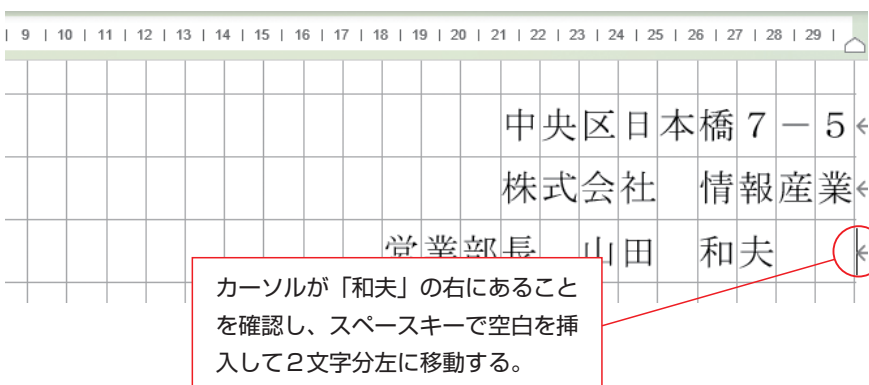 9 | 10 | 11 | 12 | 13 | 14 | 15 | 16 | 17 | 18 | 19 | 20 | 21 | 22 | 23 | 24 | 25 | 26 | 27 | 28 | 29 |
中央区日本橋７－５
株式会社　情報産業
営業部長　山田　和夫
カーソルが「和夫」の右にあること
を確認し、スペースキーで空白を挿
入して２文字分左に移動する。